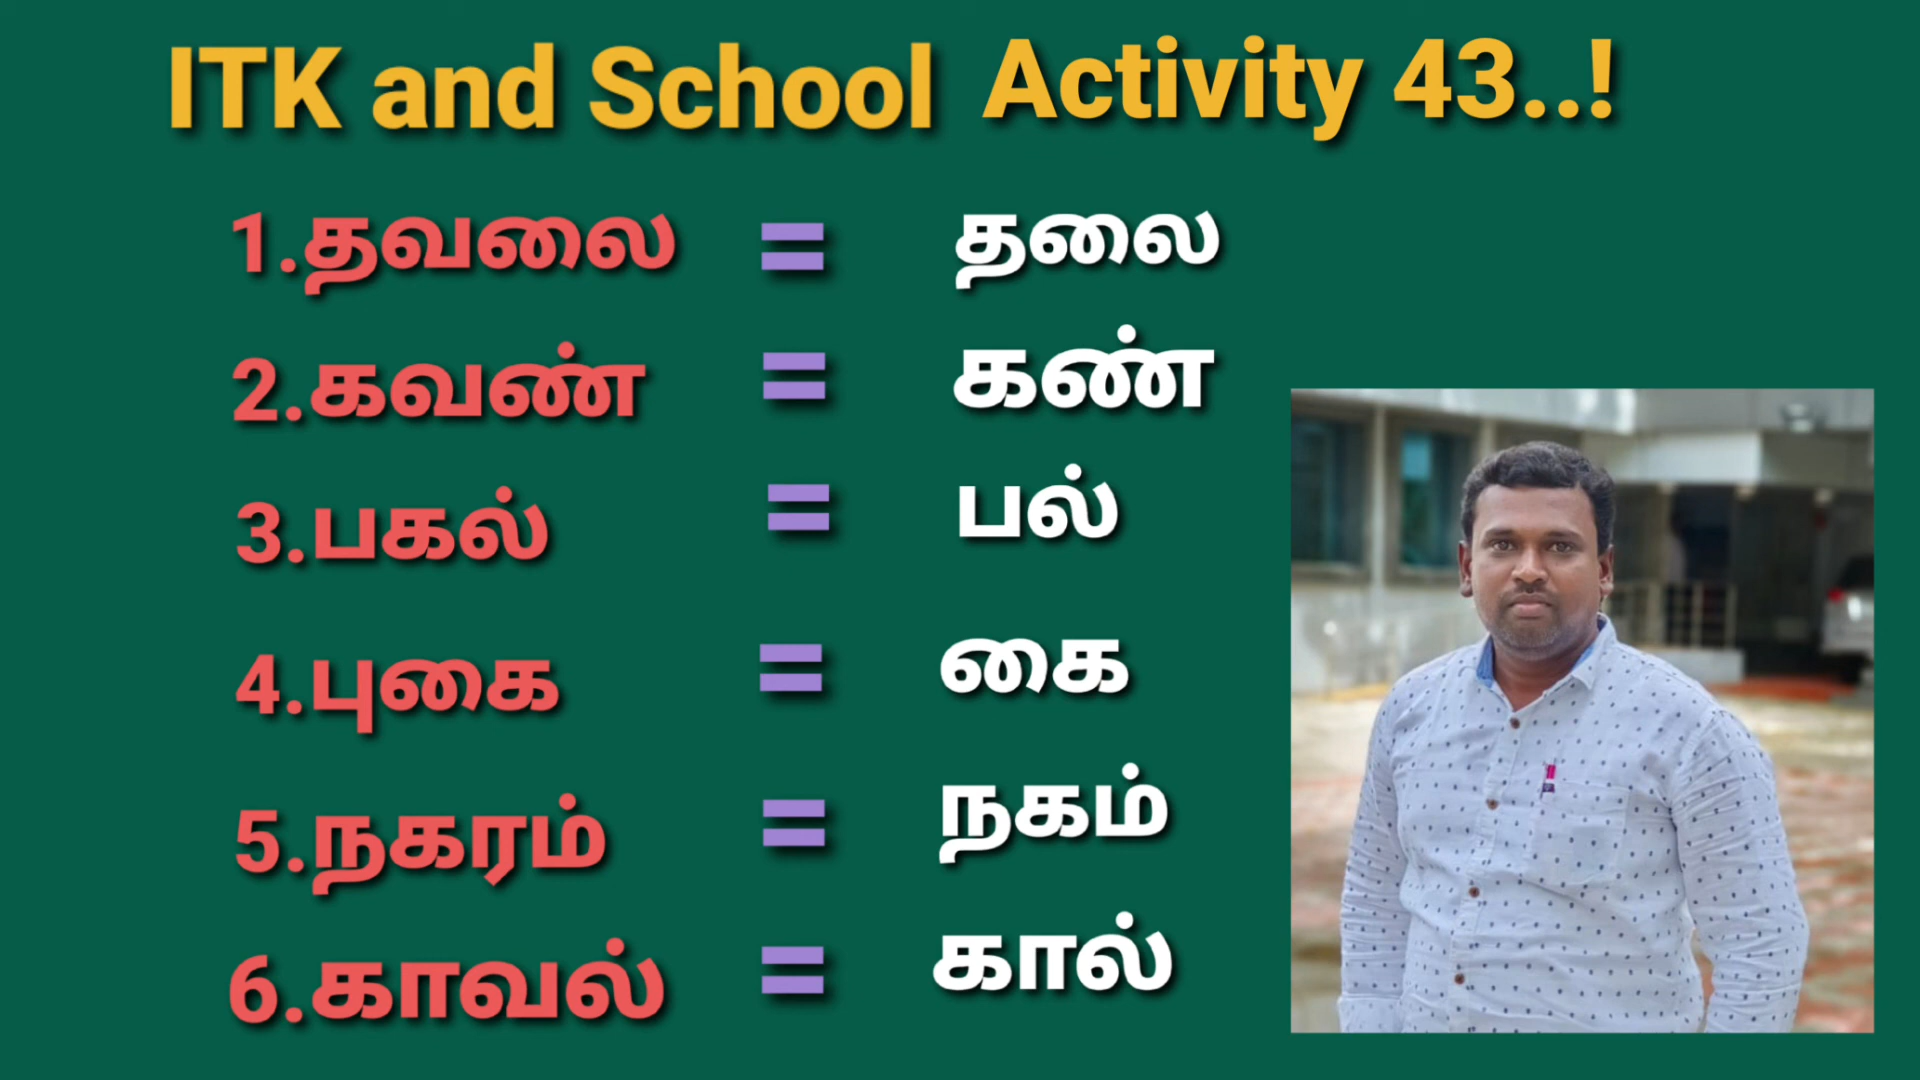 ITK and School Activity 43..!
1.தவலை = தலை
2.கவண் = கண்
3.பகல் = பல்
4.புகை = கை
5.நகரம் = நகம்
6.காவல் = கால்